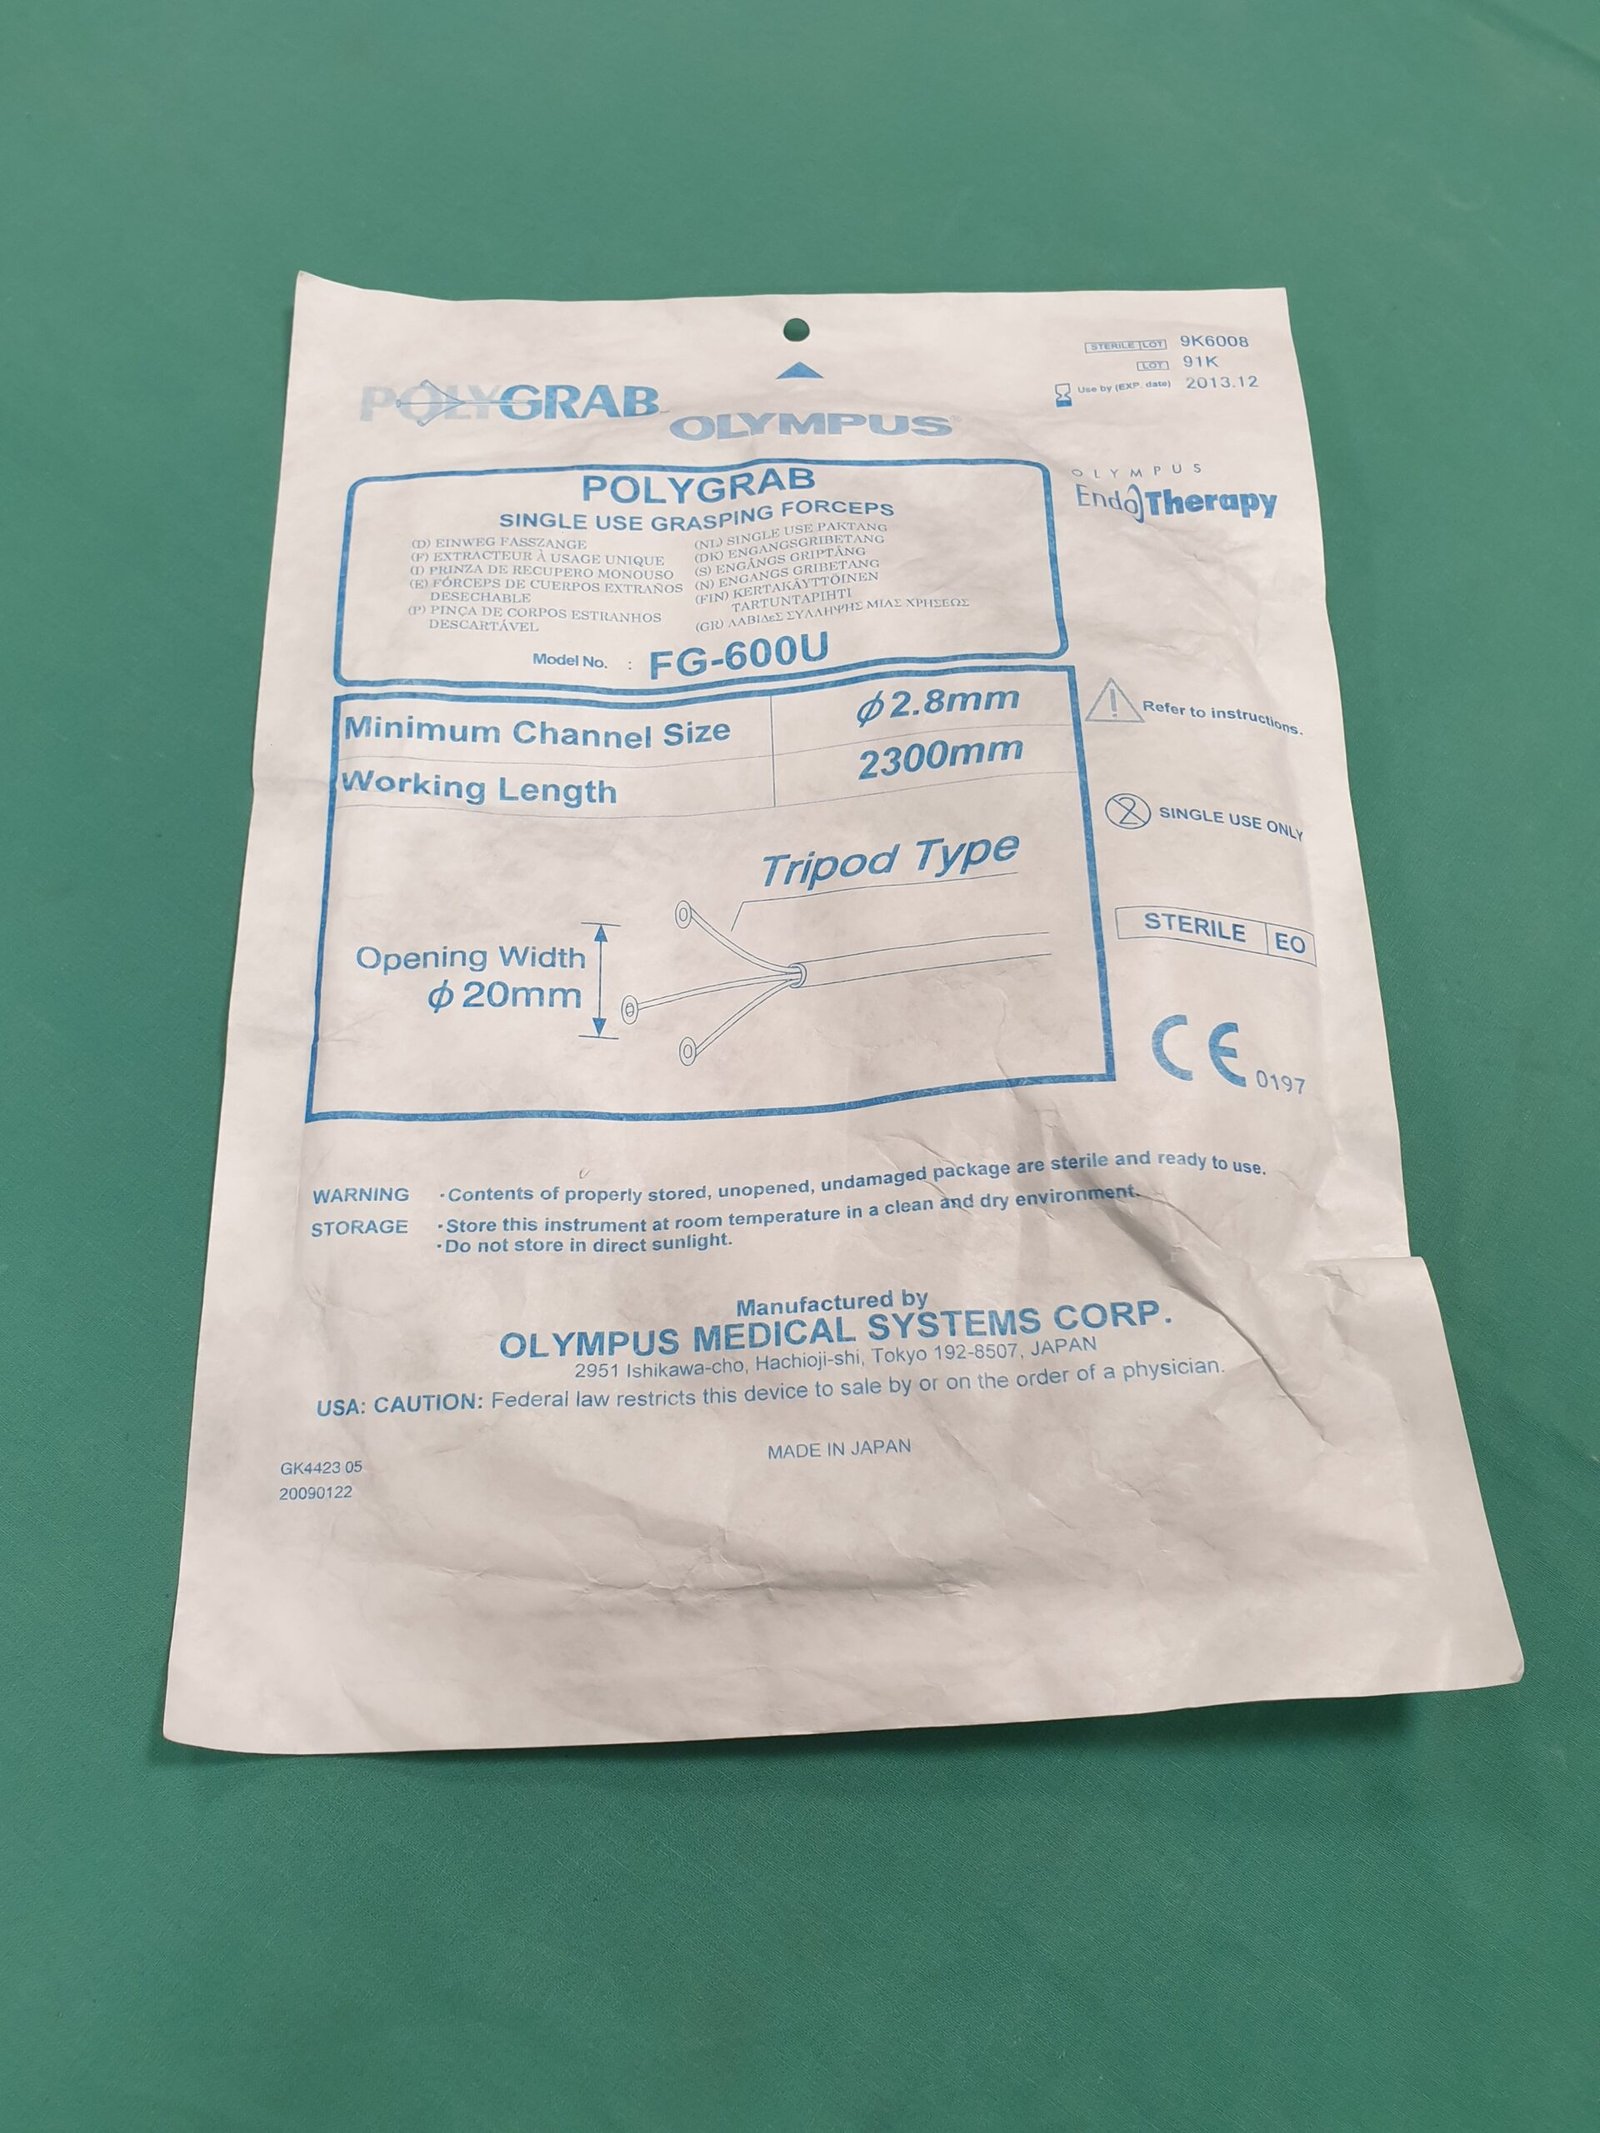 STERILE LOT 9K6008
LOT 91K
Use by (EXP. date) 2013.12
POLYGRAB
OLYMPUS
OLYMPUS
EndoTherapy
POLYGRAB
SINGLE USE GRASPING FORCEPS
(D) EINWEG FASSZANGE
(F) EXTRACTEUR À USAGE UNIQUE
(I) PRINZA DE RECUPERO MONOUSO
(E) FÓRCEPS DE CUERPOS EXTRAÑOS
DESECHABLE
(P) PINÇA DE CORPOS ESTRANHOS
DESCARTÁVEL
(NL) SINGLE USE PAKTANG
(DK) ENGANGSGRIBETANG
(S) ENGÅNGS GRIPTÅNG
(N) ENGANGS GRIBETANG
(FIN) KERTAKÄYTTÖINEN
TARTUNTAPIHTI
(GR) ΛΑΒΙΔεΣ ΣΥΛΛΗΨΗΣ ΜΙΑΣ ΧΡΗΣΕΩΣ
Model No. : FG-600U
Minimum Channel Size φ2.8mm
Working Length 2300mm
Tripod Type
Opening Width
φ20mm
Refer to instructions.
2 SINGLE USE ONLY
STERILE EO
CE 0197
WARNING ・Contents of properly stored, unopened, undamaged package are sterile and ready to use.
STORAGE ・Store this instrument at room temperature in a clean and dry environment.
・Do not store in direct sunlight.
Manufactured by
OLYMPUS MEDICAL SYSTEMS CORP.
2951 Ishikawa-cho, Hachioji-shi, Tokyo 192-8507, JAPAN
USA: CAUTION: Federal law restricts this device to sale by or on the order of a physician.
MADE IN JAPAN
GK4423 05
20090122